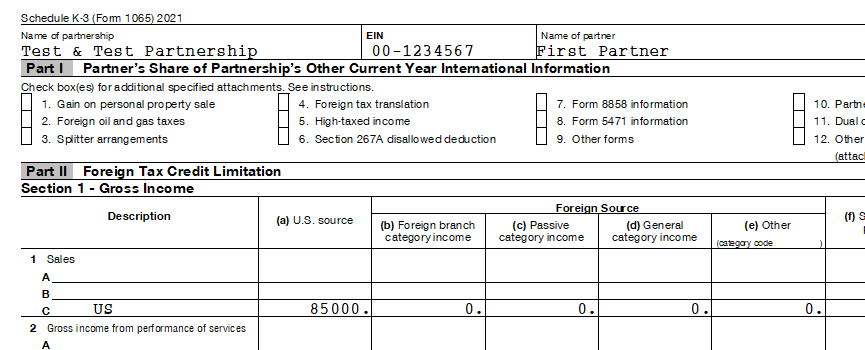 Schedule K-3 (Form 1065) 2021
Name of partnership EIN Name of partner
Test & Test Partnership 00-1234567 First Partner
Part I Partner's Share of Partnership's Other Current Year International Information
Check box(es) for additional specified attachments. See instructions.
1. Gain on personal property sale 4. Foreign tax translation 7. Form 8858 information 10. Partne
2. Foreign oil and gas taxes 5. High-taxed income 8. Form 5471 information 11. Dual c
3. Splitter arrangements 6. Section 267A disallowed deduction 9. Other forms 12. Other
(attac
Part II Foreign Tax Credit Limitation
Section 1 - Gross Income
Description (a) U.S. source Foreign Source (f) S
(b) Foreign branch category income (c) Passive category income (d) General category income (e) Other (category code )
1 Sales
A
B
C US 85000. 0. 0. 0. 0.
2 Gross income from performance of services
A